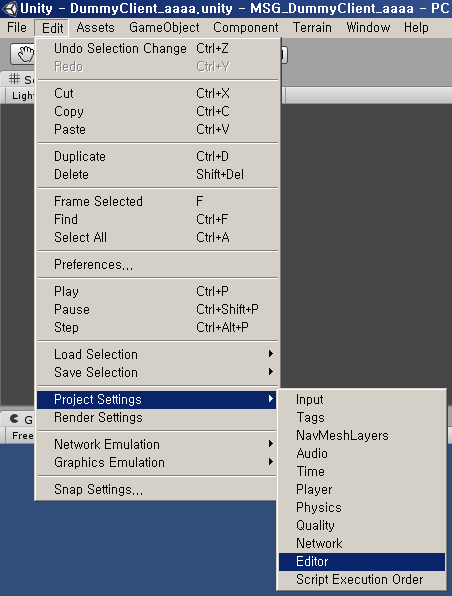 Unity - DummyClient_aaaa,unity - MSG_DummyClient_aaaa - PC
File Edit Assets GameObject Component Terrain Window Help
Undo Selection Change Ctrl+Z
Redo Ctrl+Y
Cut Ctrl+X
Copy Ctrl+C
Paste Ctrl+V
Duplicate Ctrl+D
Delete Shift+Del
Frame Selected F
Find Ctrl+F
Select All Ctrl+A
Preferences...
Play Ctrl+P
Pause Ctrl+Shift+P
Step Ctrl+Alt+P
Load Selection
Save Selection
Project Settings
Render Settings
Network Emulation
Graphics Emulation
Snap Settings...
Input
Tags
NavMeshLayers
Audio
Time
Player
Physics
Quality
Network
Editor
Script Execution Order